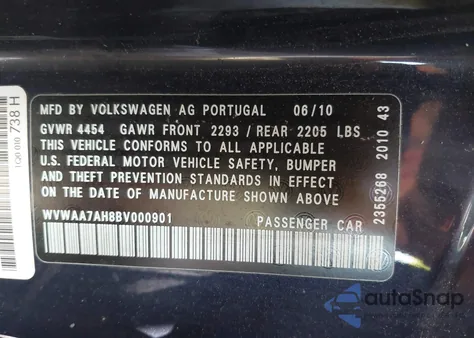 MFD BY VOLKSWAGEN AG PORTUGAL 06/10
GVWR 4454 GAWR FRONT 2293 / REAR 2205 LBS
THIS VEHICLE CONFORMS TO ALL APPLICABLE
U.S. FEDERAL MOTOR VEHICLE SAFETY, BUMPER
AND THEFT PREVENTION STANDARDS IN EFFECT
ON THE DATE OF MANUFACTURE SHOWN ABOVE
WVWAA7AH8BV000901 PASSENGER CAR
2355268 2010 43
738 H
autoSnap